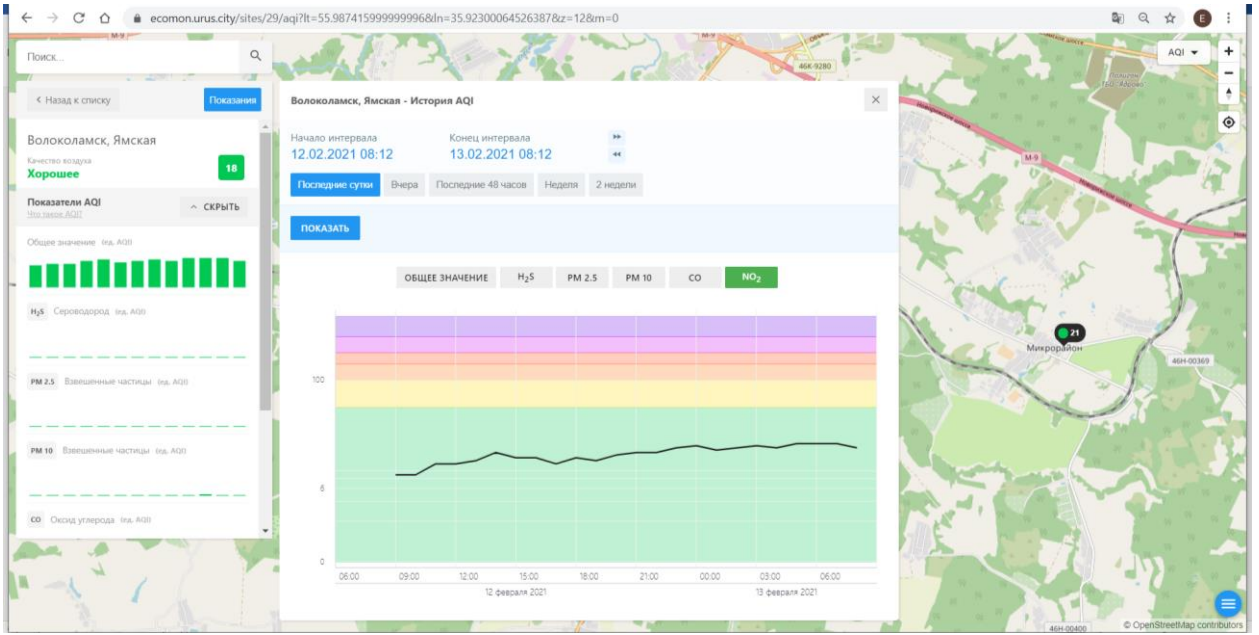 ecomon.urus.city/sites/29/aqi?lt=55.987415999999996&ln=35.92300064526387&z=12&m=0
E
Поиск...
М-9
М-9
46К-9280
AQI
Назад к списку
Показания
Волоколамск, Ямская
Качество воздуха
Хорошее
18
Показатели AQI
Что такое AQI?
СКРЫТЬ
Общее значение (ед. AQI)
H₂S Сероводород (ед. AQI)
PM 2.5 Взвешенные частицы (ед. AQI)
PM 10 Взвешенные частицы (ед. AQI)
CO Оксид углерода (ед. AQI)
Волоколамск, Ямская - История AQI
Начало интервала Конец интервала
12.02.2021 08:12 13.02.2021 08:12
Последние сутки Вчера Последние 48 часов Неделя 2 недели
ПОКАЗАТЬ
ОБЩЕЕ ЗНАЧЕНИЕ H₂S PM 2.5 PM 10 CO NO₂
100
6
0
06:00 09:00 12:00 15:00 18:00 21:00 00:00 03:00 06:00
12 февраля 2021 13 февраля 2021
М-9
21
Микрорайон
46Н-00369
46Н-00400
© OpenStreetMap contributors